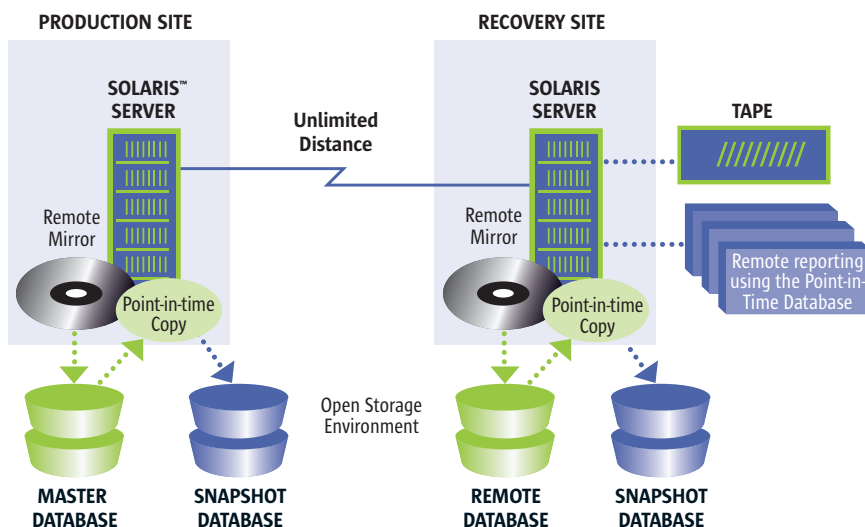 PRODUCTION SITE
SOLARIS™
SERVER
Remote
Mirror
Point-in-time
Copy
MASTER
DATABASE
SNAPSHOT
DATABASE
Unlimited
Distance
Open Storage
Environment
RECOVERY SITE
SOLARIS
SERVER
Remote
Mirror
Point-in-time
Copy
REMOTE
DATABASE
SNAPSHOT
DATABASE
TAPE
Remote reporting
using the Point-in-
Time Database